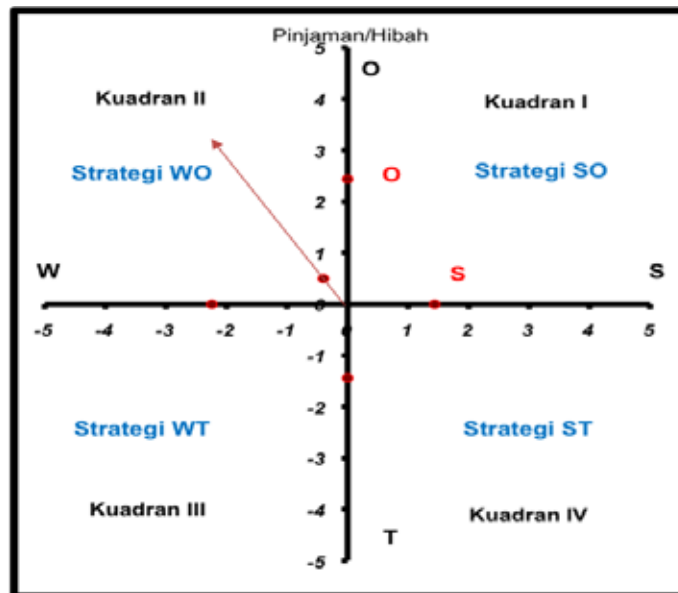 Pinjaman/Hibah
5
O
Kuadran II
4
Kuadran I
3
Strategi WO
O
Strategi SO
2
W
1
S
S
0
-5 -4 -3 -2 -1 0 1 2 3 4 5
-1
-2
Strategi WT
Strategi ST
-3
Kuadran III
-4
Kuadran IV
T
-5